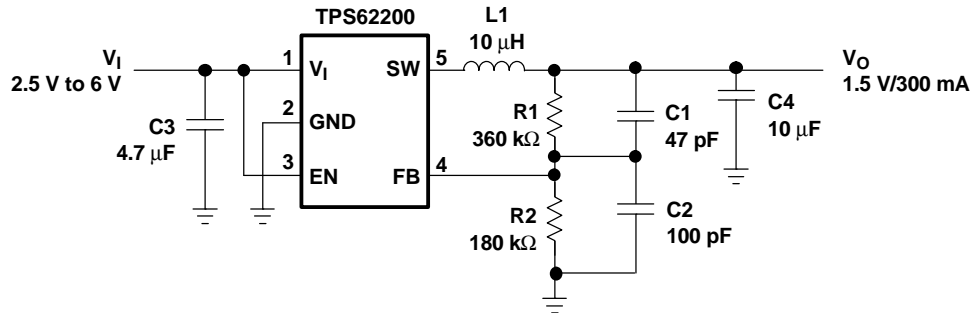 TPS62200
L1
10 μH
V_I
2.5 V to 6 V
1
V_I
SW
5
V_O
1.5 V/300 mA
C3
4.7 μF
2
GND
R1
360 kΩ
C1
47 pF
C4
10 μF
3
EN
FB
4
R2
180 kΩ
C2
100 pF